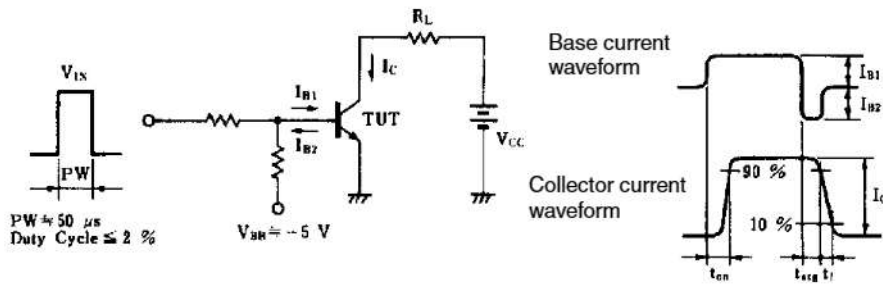 Base current
waveform
V_IN
PW
PW ≒ 50 μs
Duty Cycle ≦ 2 %
I_B1
I_B2
V_BB ≒ −5 V
TUT
I_C
R_L
V_CC
I_B1
I_B2
Collector current
waveform
90 %
10 %
I_C
t_on
t_stg
t_f